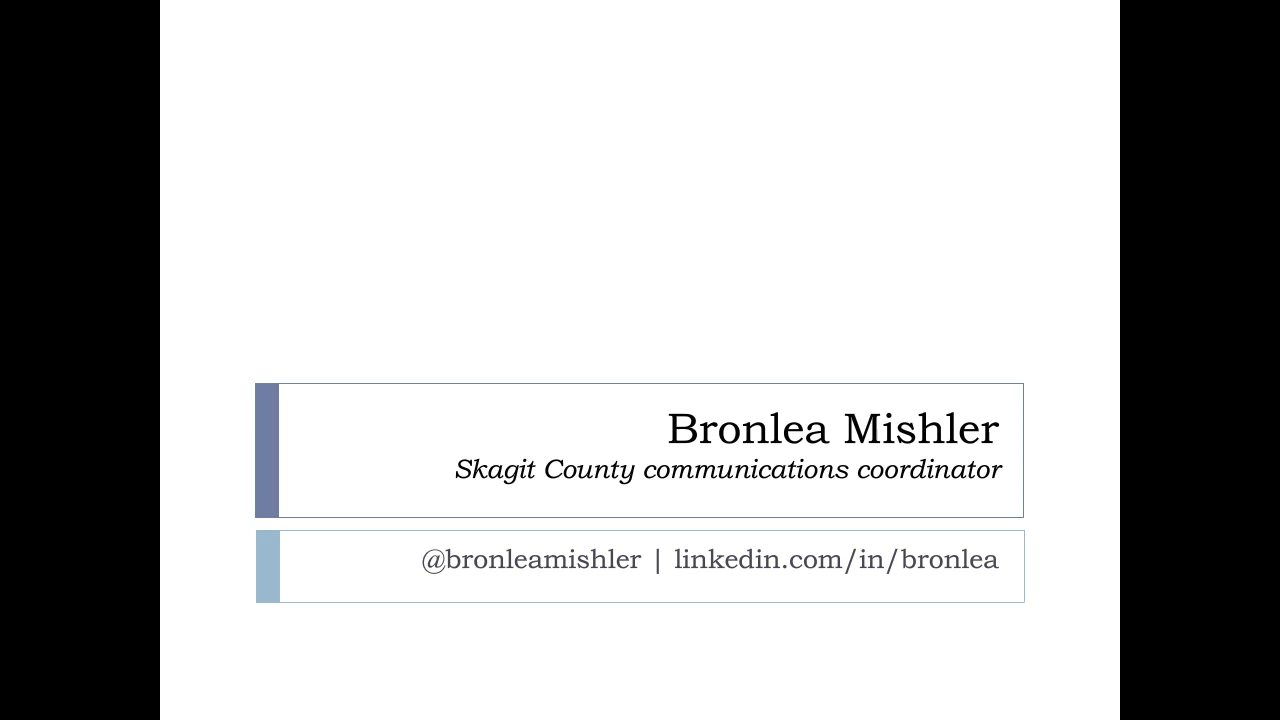 Bronlea Mishler
Skagit County communications coordinator
@bronleamishler | linkedin.com/in/bronlea